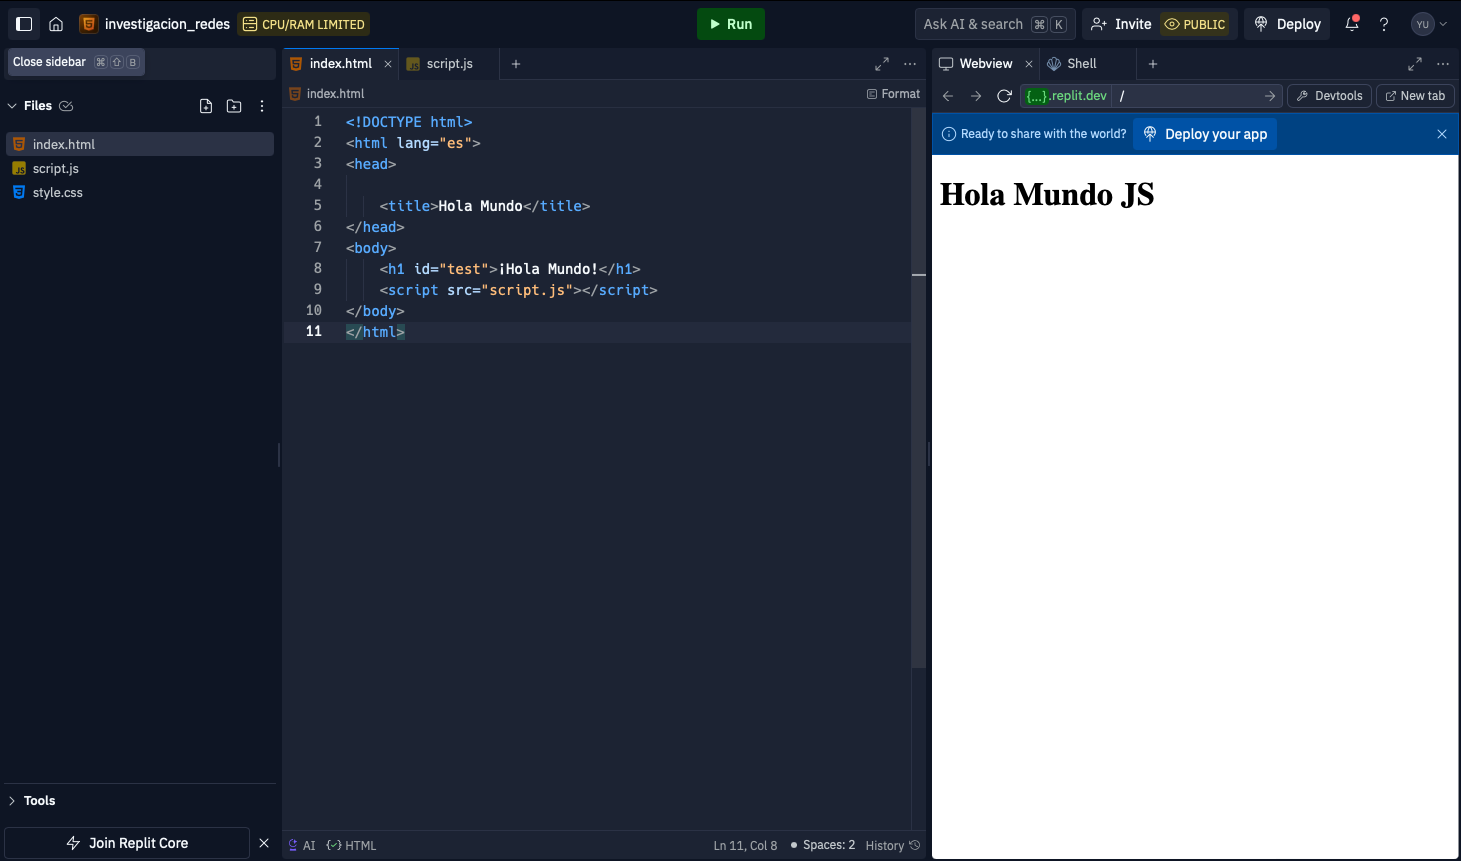 investigacion_redes CPU/RAM LIMITED Run Ask AI & search ⌘ K Invite PUBLIC Deploy ? YU
Close sidebar ⌘ ⇧ B
Files
index.html
script.js
style.css
Tools
Join Replit Core
index.html script.js
index.html Format
1 <!DOCTYPE html>
2 <html lang="es">
3 <head>
4
5 <title>Hola Mundo</title>
6 </head>
7 <body>
8 <h1 id="test">¡Hola Mundo!</h1>
9 <script src="script.js"></script>
10 </body>
11 </html>
AI HTML Ln 11, Col 8 Spaces: 2 History
Webview Shell
{...}.replit.dev / Devtools New tab
Ready to share with the world? Deploy your app
Hola Mundo JS